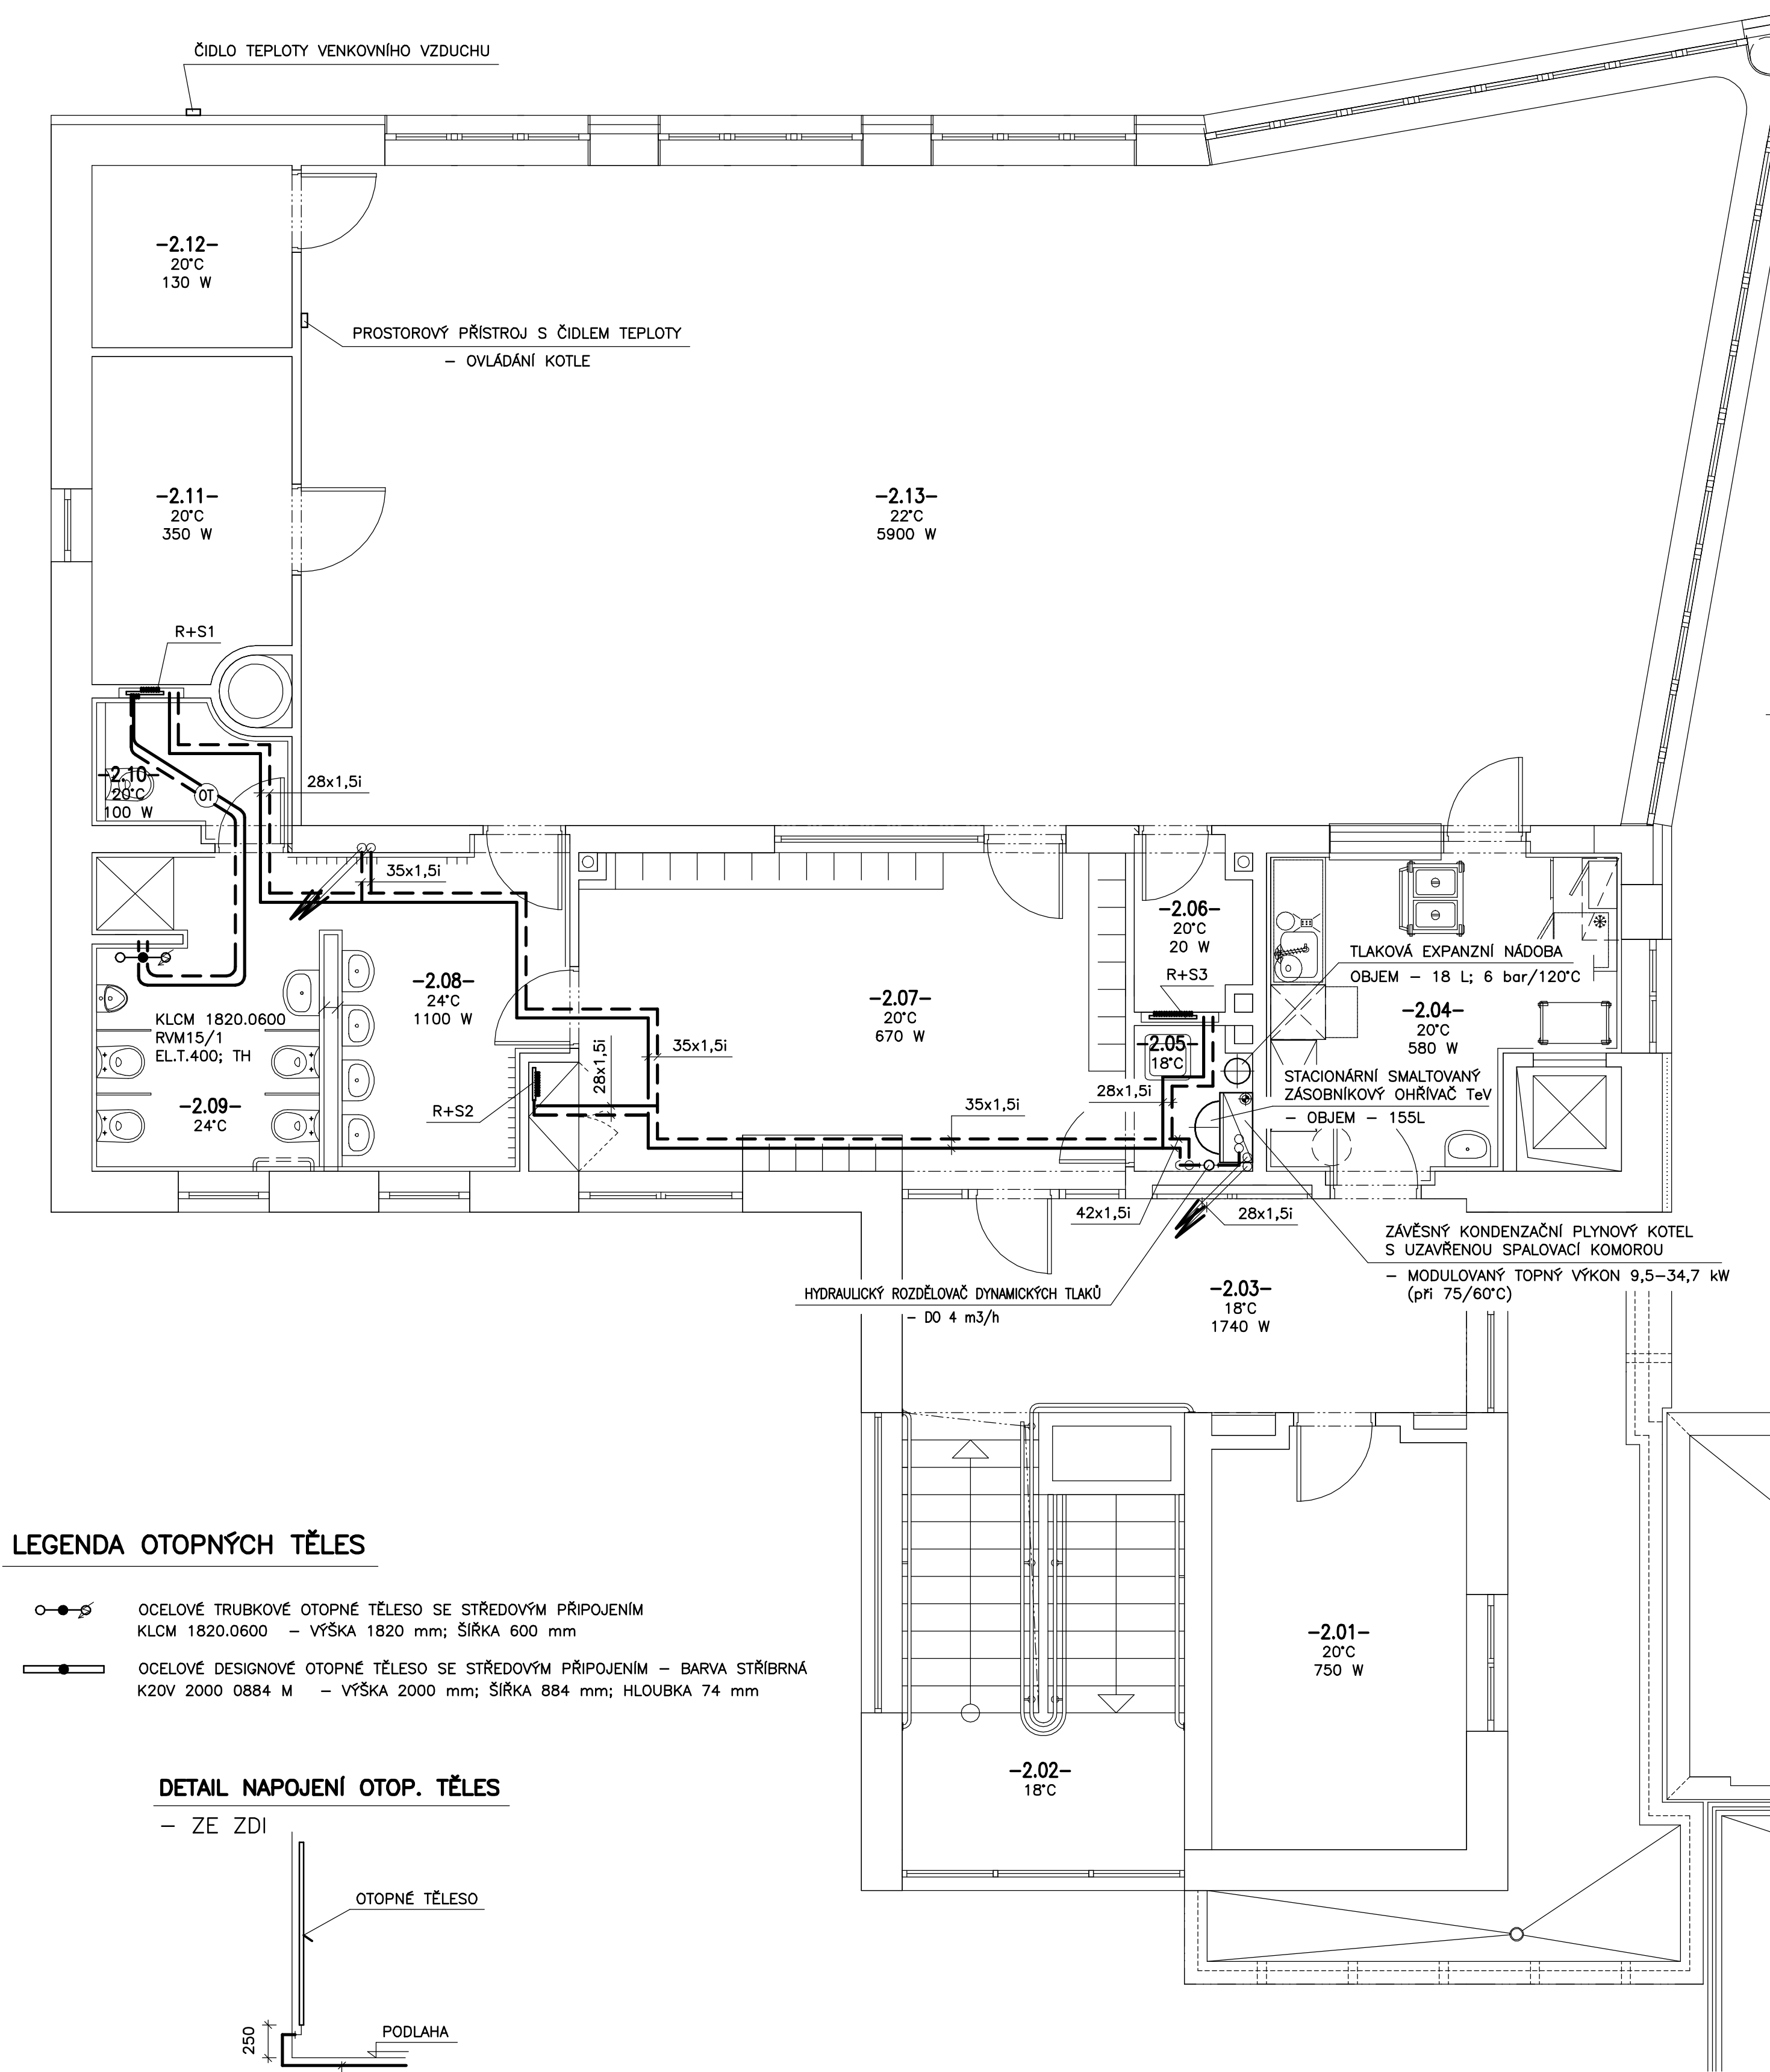 ČIDLO TEPLOTY VENKOVNÍHO VZDUCHU
-2.12-
20°C
130 W
PROSTOROVÝ PŘÍSTROJ S ČIDLEM TEPLOTY
- OVLÁDÁNÍ KOTLE
-2.11-
20°C
350 W
-2.13-
22°C
5900 W
R+S1
-2.10-
20°C
100 W
OT
28x1,5i
35x1,5i
-2.08-
24°C
1100 W
KLCM 1820.0600
RVM15/1
EL.T.400; TH
-2.09-
24°C
R+S2
28x1,5i
35x1,5i
-2.07-
20°C
670 W
35x1,5i
-2.06-
20°C
20 W
R+S3
-2.05-
18°C
28x1,5i
TLAKOVÁ EXPANZNÍ NÁDOBA
OBJEM - 18 L; 6 bar/120°C
-2.04-
20°C
580 W
STACIONÁRNÍ SMALTOVANÝ
ZÁSOBNÍKOVÝ OHŘÍVAČ TeV
- OBJEM - 155L
42x1,5i
28x1,5i
ZÁVĚSNÝ KONDENZAČNÍ PLYNOVÝ KOTEL
S UZAVŘENOU SPALOVACÍ KOMOROU
- MODULOVANÝ TOPNÝ VÝKON 9,5-34,7 kW
(při 75/60°C)
HYDRAULICKÝ ROZDĚLOVAČ DYNAMICKÝCH TLAKŮ
- DO 4 m3/h
-2.03-
18°C
1740 W
-2.01-
20°C
750 W
-2.02-
18°C
LEGENDA OTOPNÝCH TĚLES
OCELOVÉ TRUBKOVÉ OTOPNÉ TĚLESO SE STŘEDOVÝM PŘIPOJENÍM
KLCM 1820.0600 - VÝŠKA 1820 mm; ŠÍŘKA 600 mm
OCELOVÉ DESIGNOVÉ OTOPNÉ TĚLESO SE STŘEDOVÝM PŘIPOJENÍM - BARVA STŘÍBRNÁ
K20V 2000 0884 M - VÝŠKA 2000 mm; ŠÍŘKA 884 mm; HLOUBKA 74 mm
DETAIL NAPOJENÍ OTOP. TĚLES
- ZE ZDI
OTOPNÉ TĚLESO
250
PODLAHA